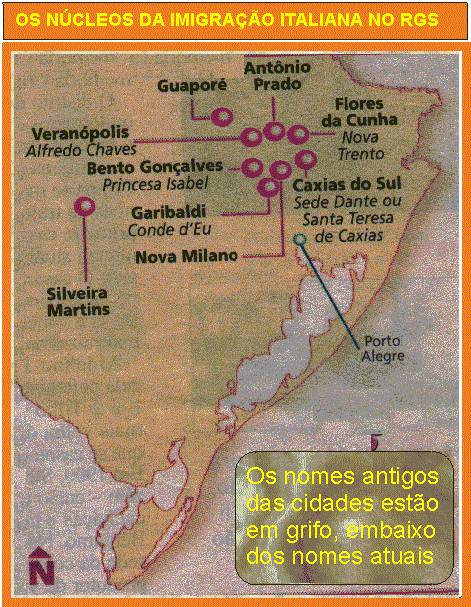 OS NÚCLEOS DA IMIGRAÇÃO ITALIANA NO RGS
Antônio
Prado
Guaporé
Flores
da Cunha
Nova
Trento
Veranópolis
Alfredo Chaves
Bento Gonçalves
Princesa Isabel
Caxias do Sul
Sede Dante ou
Santa Teresa
de Caxias
Garibaldi
Conde d'Eu
Nova Milano
Silveira
Martins
Porto
Alegre
Os nomes antigos
das cidades estão
em grifo, embaixo
dos nomes atuais
N